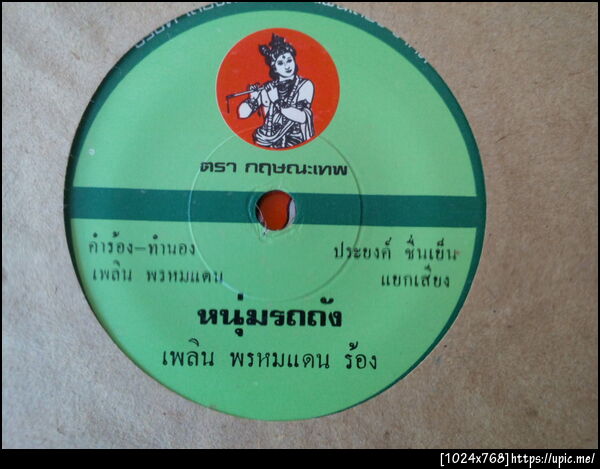 ตรา กฤษณะเทพ
คำร้อง-ทำนอง
เพลิน พรหมแดน
ประยงค์ ชื่นเย็น
แยกเสียง
หนุ่มรถถัง
เพลิน พรหมแดน ร้อง
[1024x768]https://upic.me/